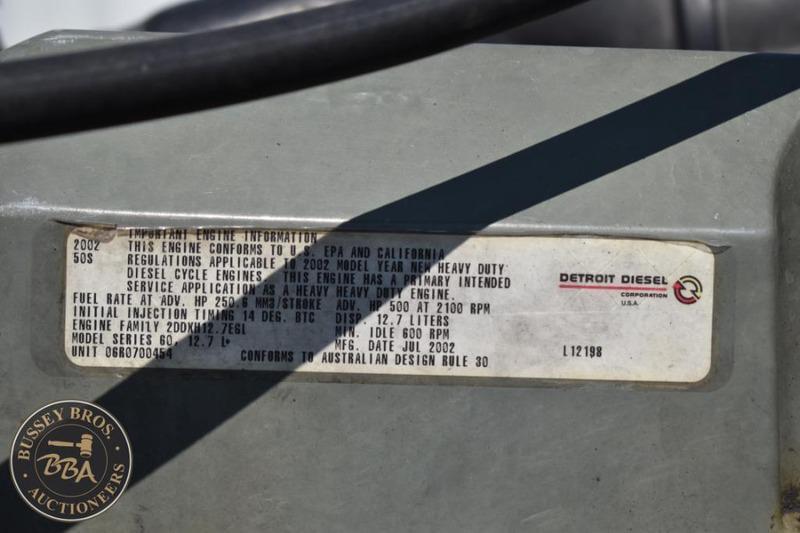 IMPORTANT ENGINE INFORMATION
2002 THIS ENGINE CONFORMS TO U.S. EPA AND CALIFORNIA
50S REGULATIONS APPLICABLE TO 2002 MODEL YEAR NEW HEAVY DUTY
DIESEL CYCLE ENGINES. THIS ENGINE HAS A PRIMARY INTENDED
SERVICE APPLICATION AS A HEAVY HEAVY DUTY ENGINE.
FUEL RATE AT ADV. HP 250.6 MM3/STROKE ADV. HP 500 AT 2100 RPM
INITIAL INJECTION TIMING 14 DEG. BTC DISP. 12.7 LITERS
ENGINE FAMILY 2DDXH12.7EGL MIN. IDLE 600 RPM
MODEL SERIES 60, 12.7 L* MFG. DATE JUL 2002
UNIT 06R0700454 CONFORMS TO AUSTRALIAN DESIGN RULE 30
DETROIT DIESEL
CORPORATION
U.S.A.
L12198
BUSSEY BROS.
BBA
AUCTIONEERS